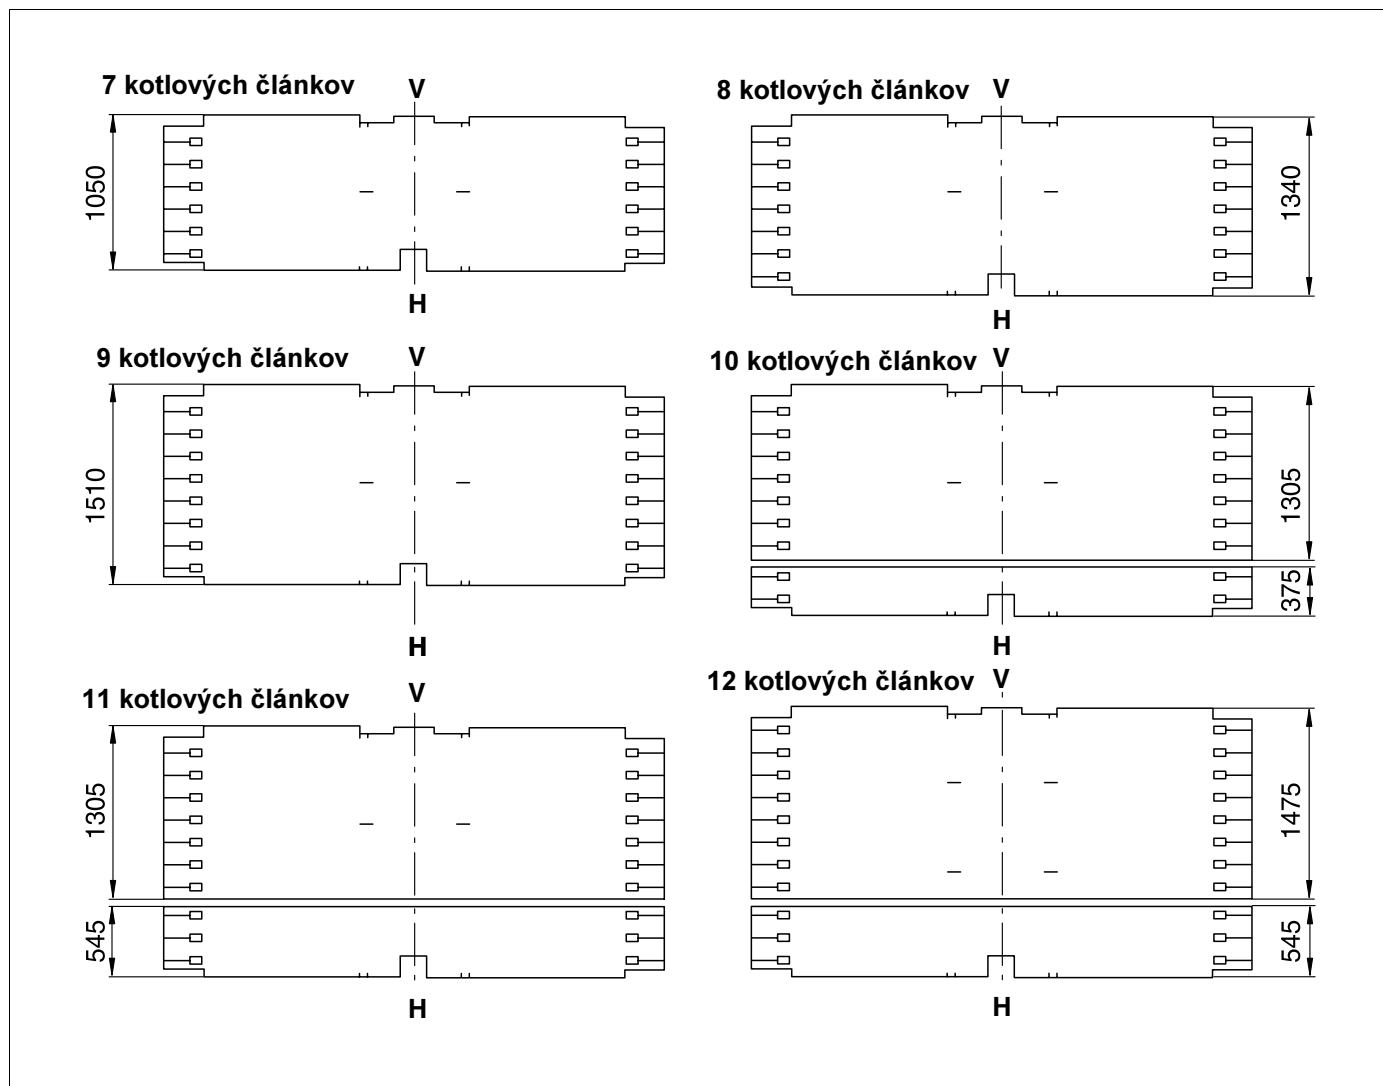 7 kotlových článkov
V
1050
H
8 kotlových článkov
V
1340
H
9 kotlových článkov
V
1510
H
10 kotlových článkov
V
1305
375
H
11 kotlových článkov
V
1305
545
H
12 kotlových článkov
V
1475
545
H